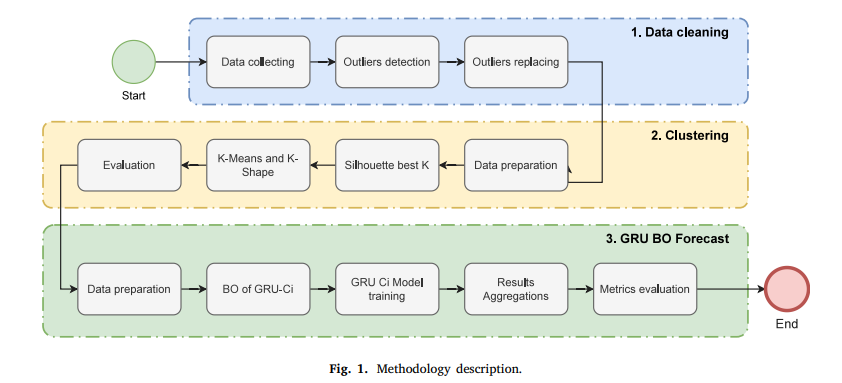 1. Data cleaning
Start
Data collecting
Outliers detection
Outliers replacing
2. Clustering
Evaluation
K-Means and K-
Shape
Silhouette best K
Data preparation
3. GRU BO Forecast
Data preparation
BO of GRU-Ci
GRU Ci Model
training
Results
Aggregations
Metrics evaluation
End
Fig. 1. Methodology description.